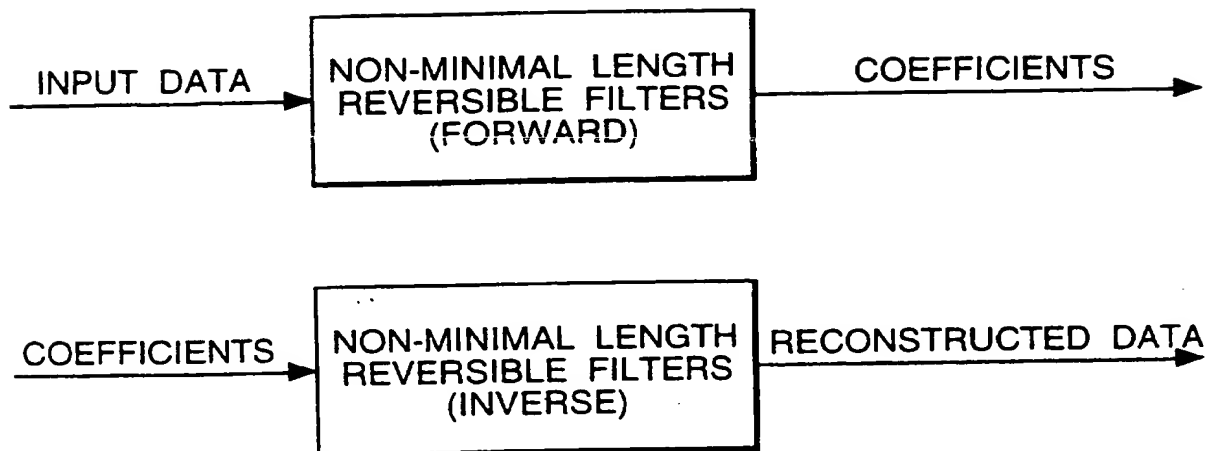 INPUT DATA
NON-MINIMAL LENGTH
REVERSIBLE FILTERS
(FORWARD)
COEFFICIENTS
COEFFICIENTS
NON-MINIMAL LENGTH
REVERSIBLE FILTERS
(INVERSE)
RECONSTRUCTED DATA